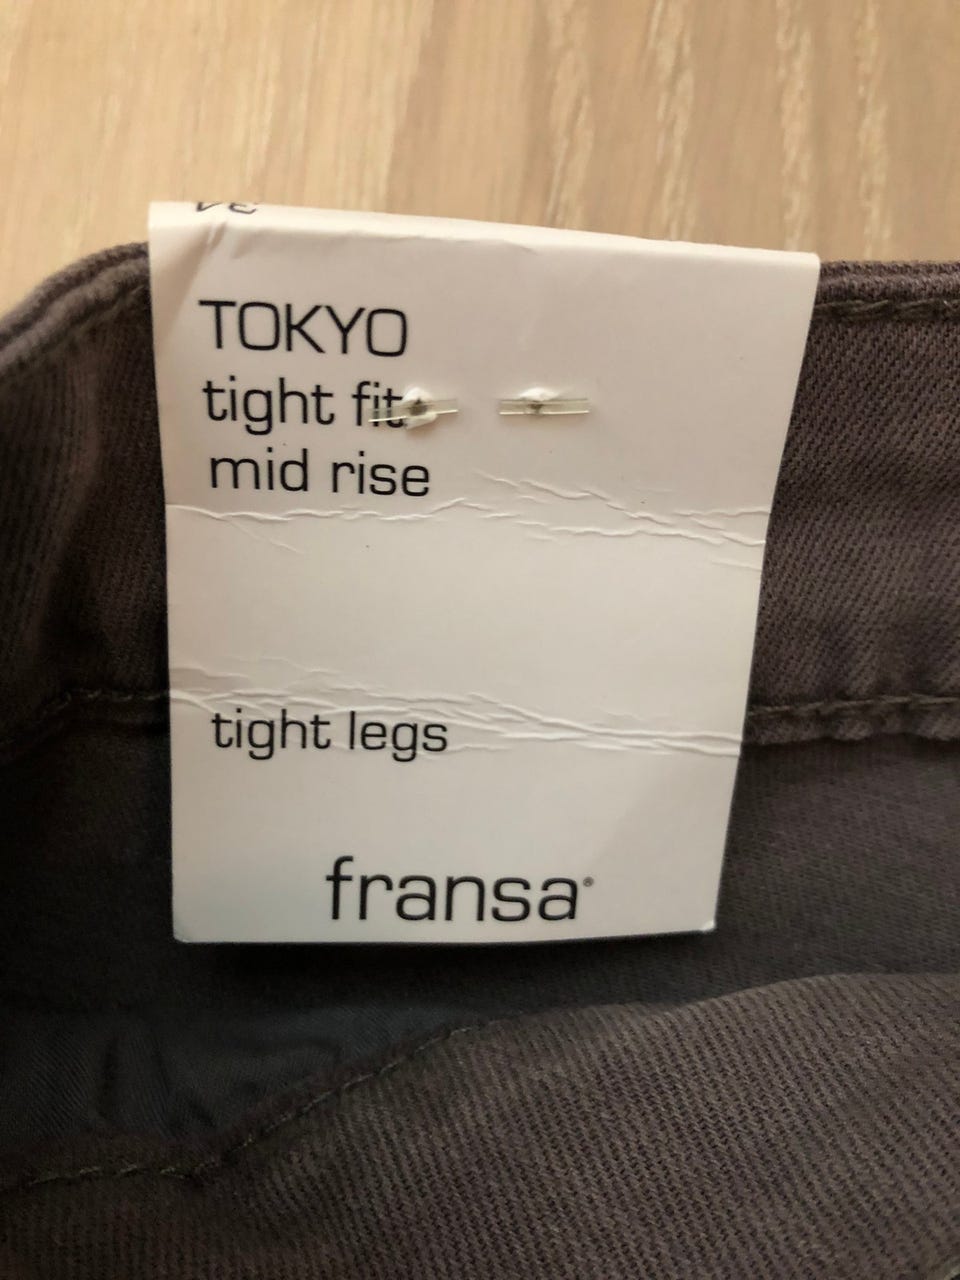 TOKYO
tight fit
mid rise
tight legs
fransa®